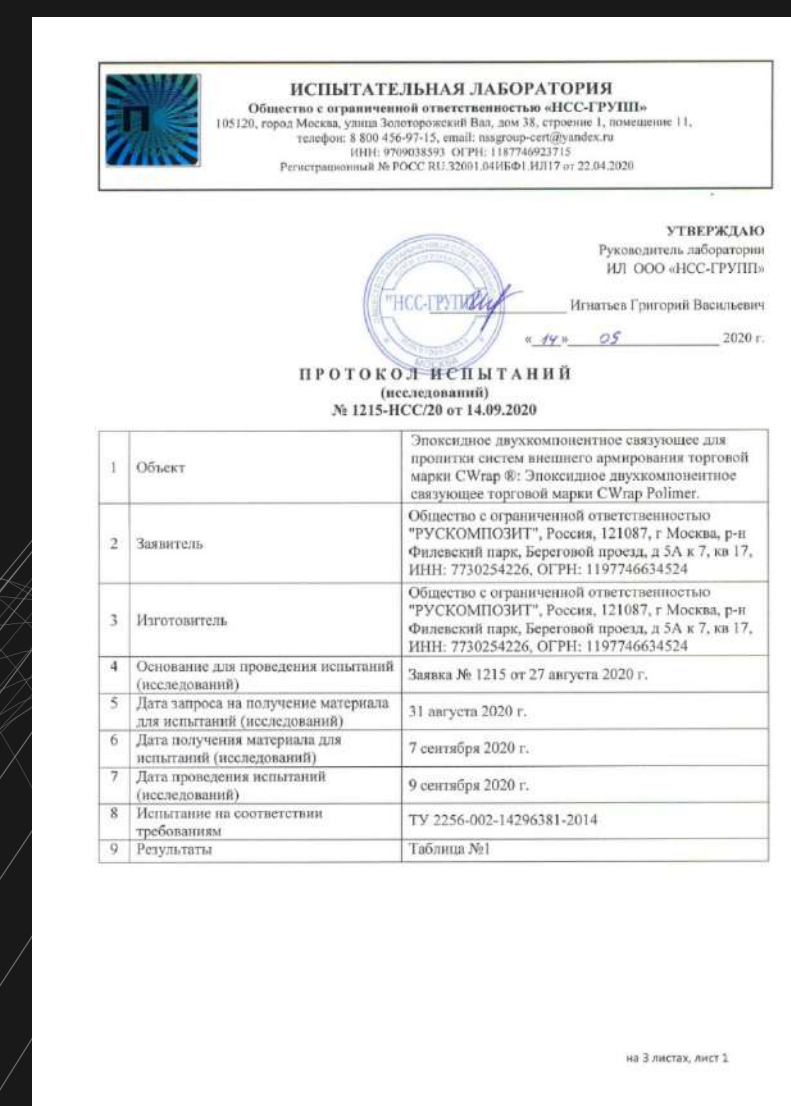 ИСПЫТАТЕЛЬНАЯ ЛАБОРАТОРИЯ
Общество с ограниченной ответственностью «НСС-ГРУПП»
105120, город Москва, улица Золоторожский Вал, дом 38, строение 1, помещение 11,
телефон: 8 800 456-97-15, email: nssgroup-cert@yandex.ru
ИНН: 9709038593 ОГРН: 1187746923715
Регистрационный № РОСС RU.32001.04ИБФ1.ИЛ17 от 22.04.2020
П
УТВЕРЖДАЮ
Руководитель лаборатории
ИЛ ООО «НСС-ГРУПП»
"НСС-ГРУПП"
МОСКВА
Игнатьев Григорий Васильевич
« 14 » 05 2020 г.
ПРОТОКОЛ ИСПЫТАНИЙ
(исследований)
№ 1215-НСС/20 от 14.09.2020
1 Объект
Эпоксидное двухкомпонентное связующее для
пропитки систем внешнего армирования торговой
марки CWrap ®: Эпоксидное двухкомпонентное
связующее торговой марки CWrap Polimer.
2 Заявитель
Общество с ограниченной ответственностью
"РУСКОМПОЗИТ", Россия, 121087, г Москва, р-н
Филевский парк, Береговой проезд, д 5А к 7, кв 17,
ИНН: 7730254226, ОГРН: 1197746634524
3 Изготовитель
Общество с ограниченной ответственностью
"РУСКОМПОЗИТ", Россия, 121087, г Москва, р-н
Филевский парк, Береговой проезд, д 5А к 7, кв 17,
ИНН: 7730254226, ОГРН: 1197746634524
4 Основание для проведения испытаний
(исследований)
Заявка № 1215 от 27 августа 2020 г.
5 Дата запроса на получение материала
для испытаний (исследований)
31 августа 2020 г.
6 Дата получения материала для
испытаний (исследований)
7 сентября 2020 г.
7 Дата проведения испытаний
(исследований)
9 сентября 2020 г.
8 Испытание на соответствии
требованиям
ТУ 2256-002-14296381-2014
9 Результаты
Таблица №1
на 3 листах, лист 1